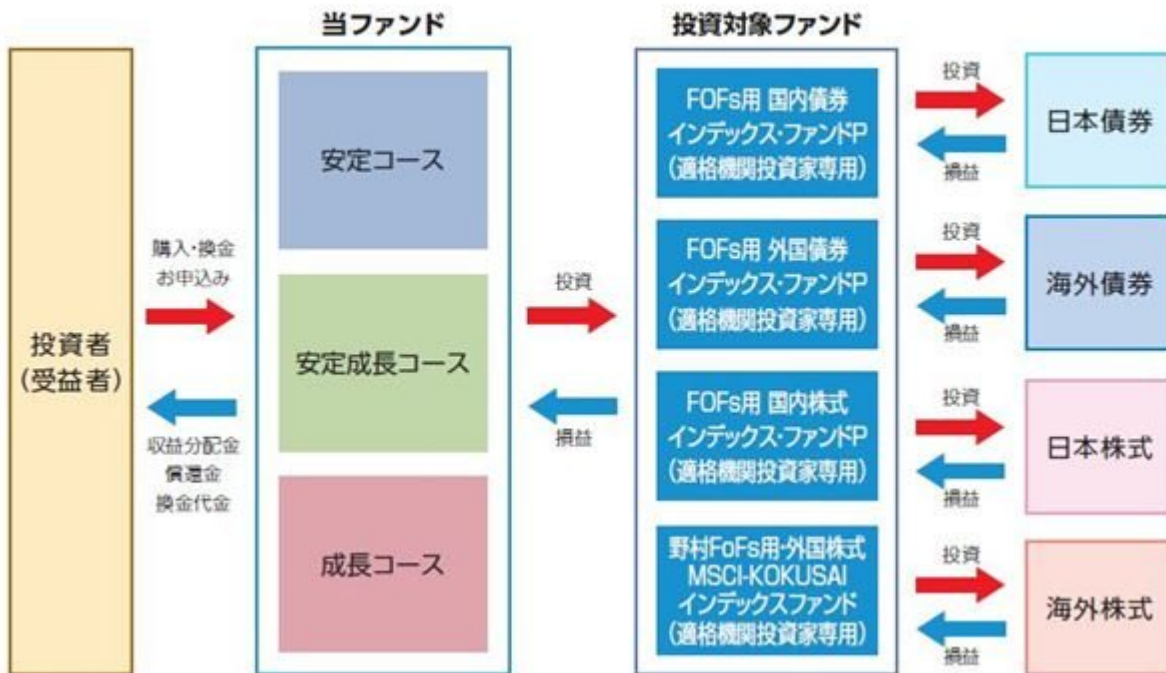 当ファンド
投資対象ファンド
投資者
(受益者)
購入・換金
お申込み
収益分配金
償還金
換金代金
安定コース
安定成長コース
成長コース
投資
損益
FOFs用 国内債券
インデックス・ファンドP
(適格機関投資家専用)
FOFs用 外国債券
インデックス・ファンドP
(適格機関投資家専用)
FOFs用 国内株式
インデックス・ファンドP
(適格機関投資家専用)
野村FoFs用・外国株式
MSCI-KOKUSAI
インデックスファンド
(適格機関投資家専用)
投資
損益
日本債券
投資
損益
海外債券
投資
損益
日本株式
投資
損益
海外株式